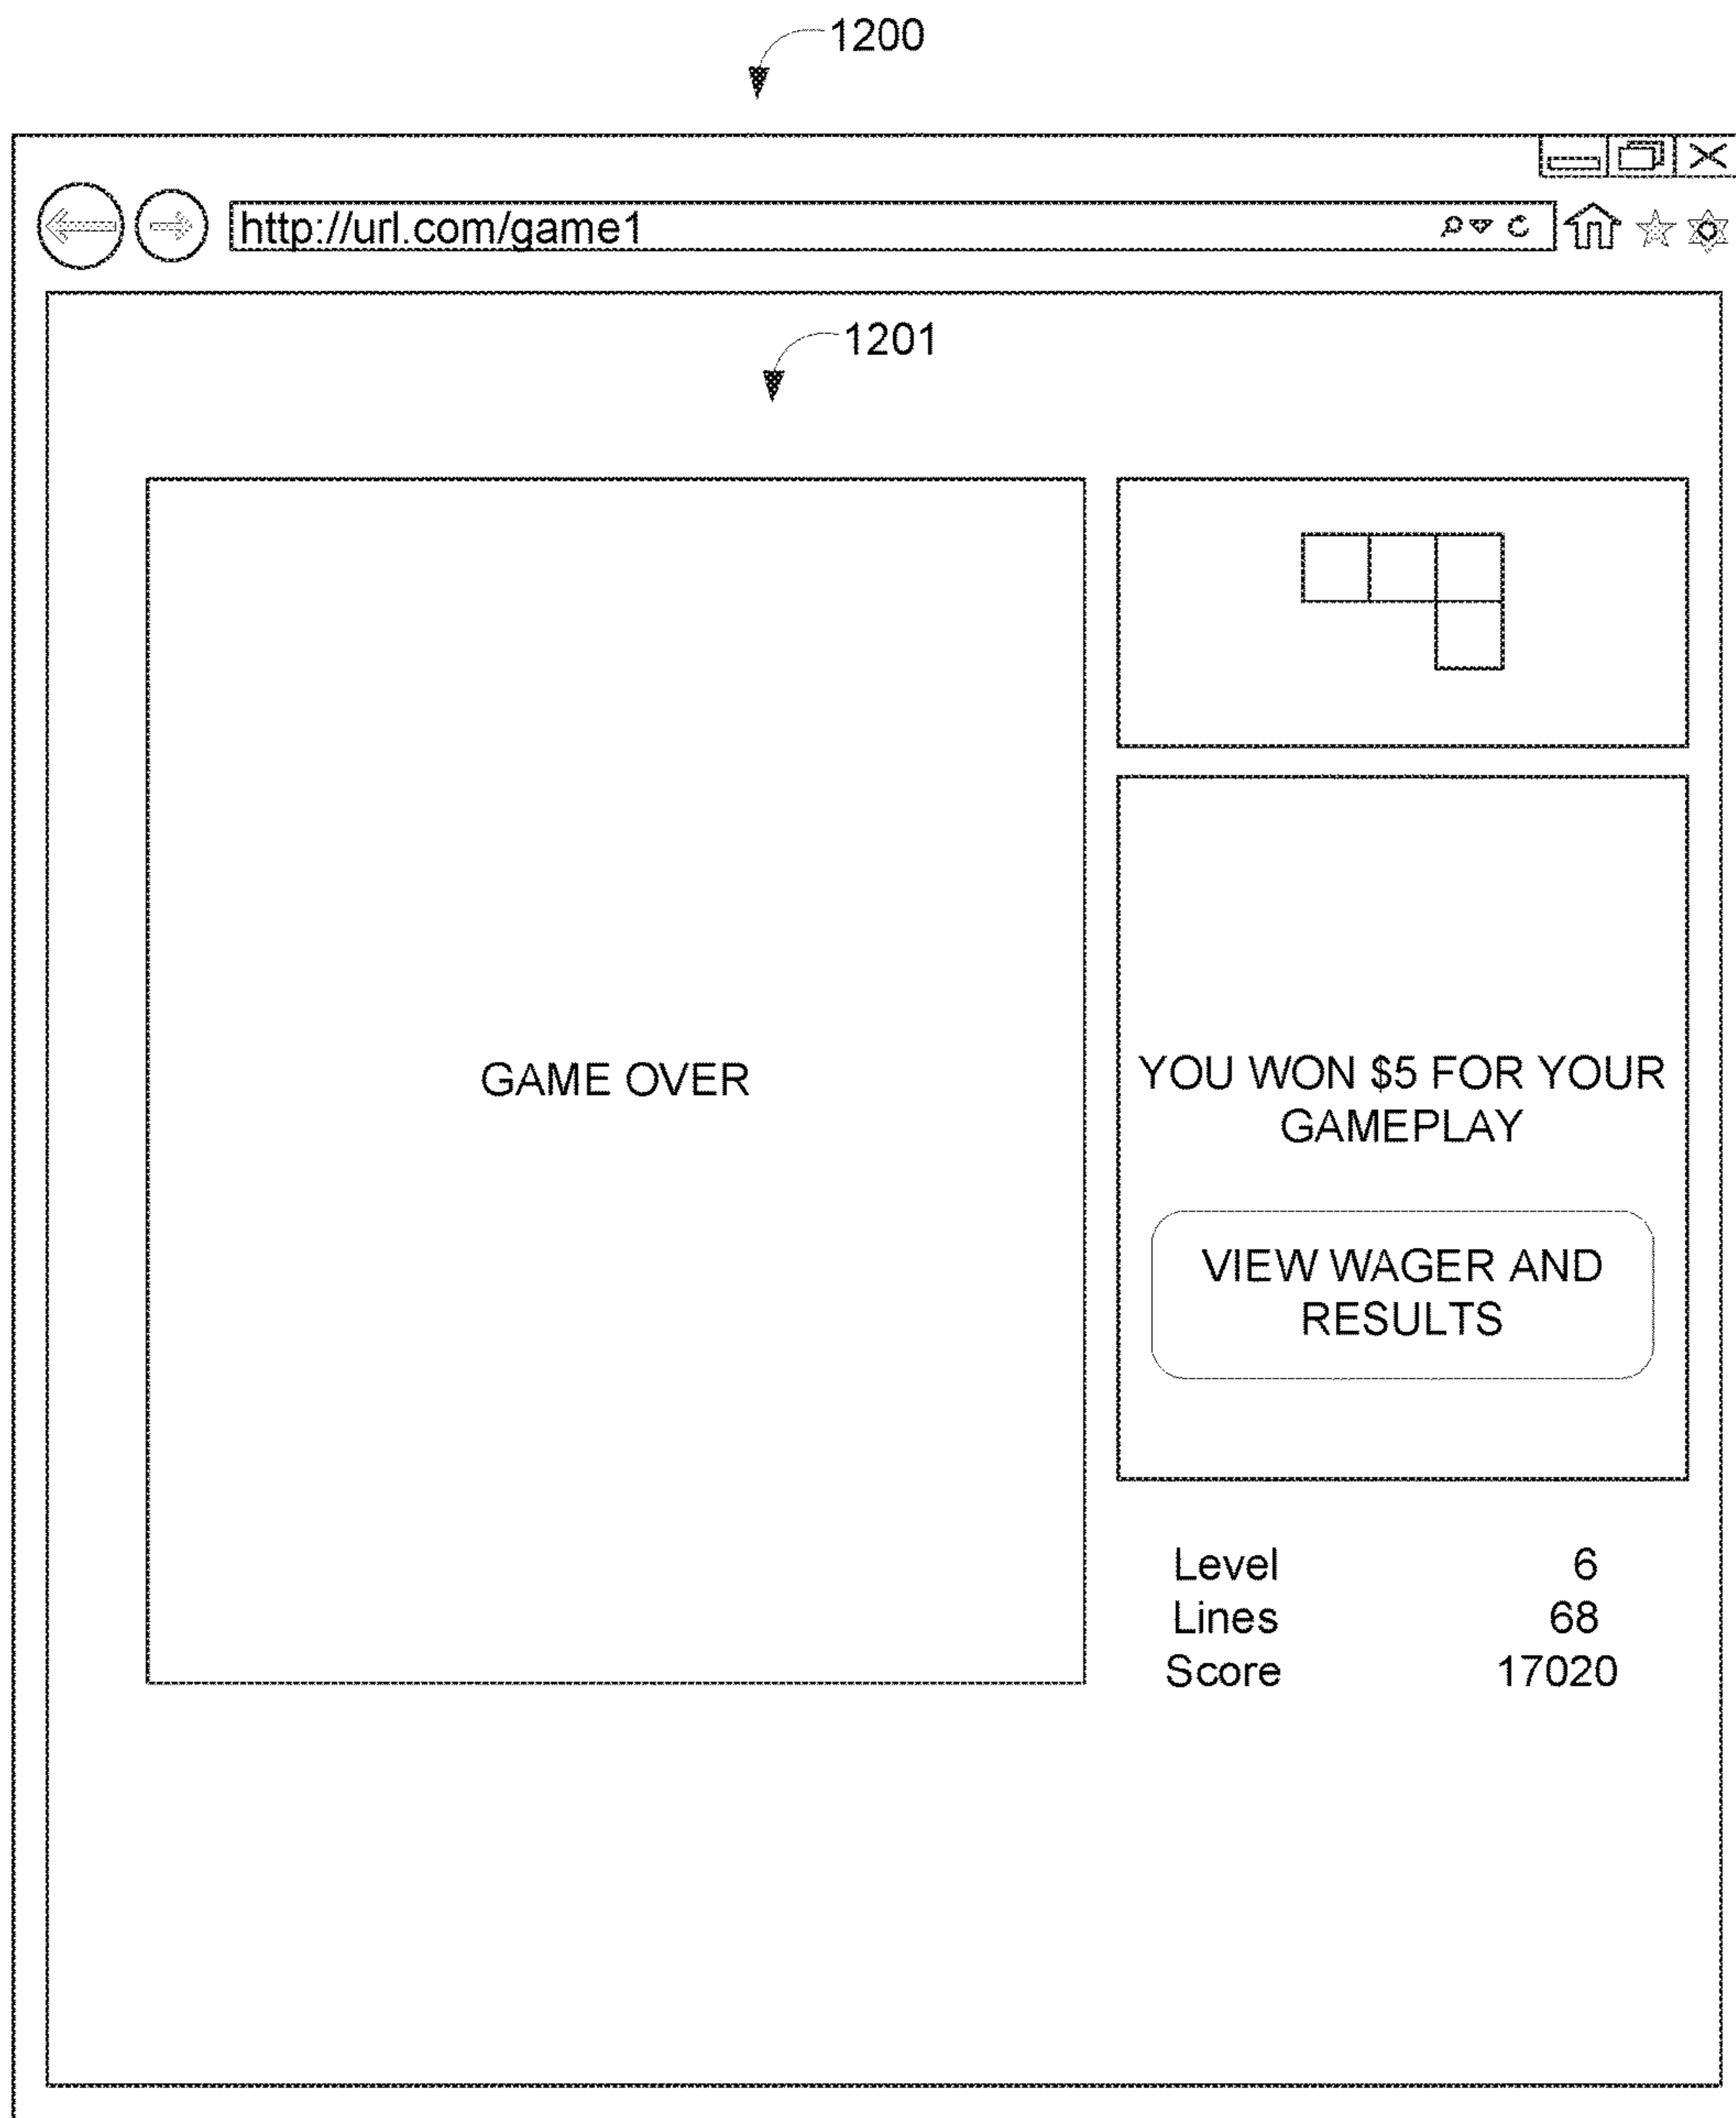 1200
http://url.com/game1
1201
GAME OVER
YOU WON $5 FOR YOUR
GAMEPLAY
VIEW WAGER AND
RESULTS
Level 6
Lines 68
Score 17020